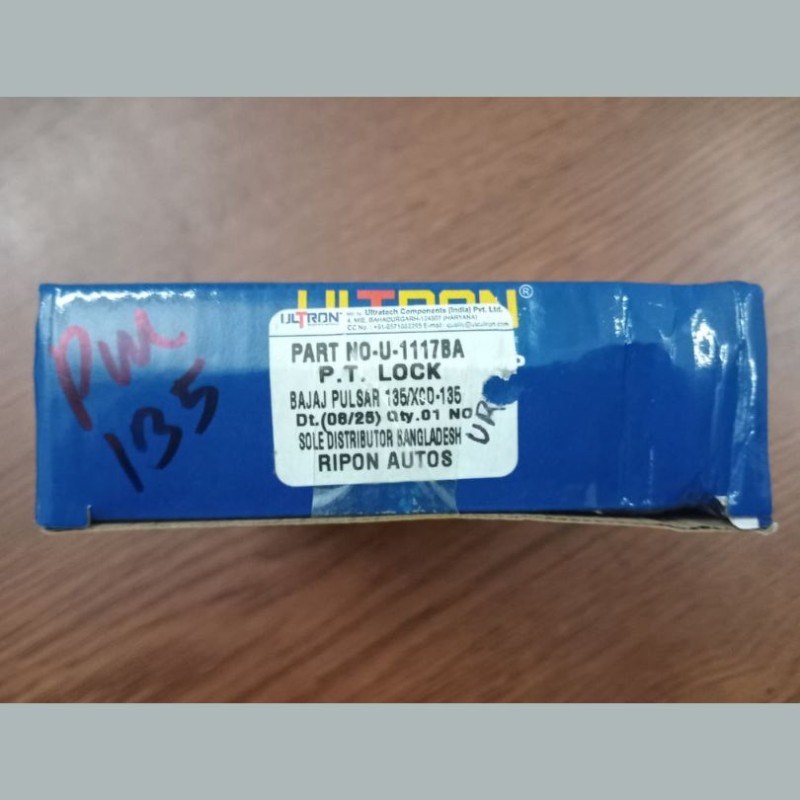 ULTRON®
ULTRON Ultratech Components (India) Pvt. Ltd.
PART NO-U-1117BA
P.T. LOCK
BAJAJ PULSAR 135/XCD-135
Dt.(06/25) Qty.01 NO
SOLE DISTRIBUTOR BANGLADESH
RIPON AUTOS
Pul
135